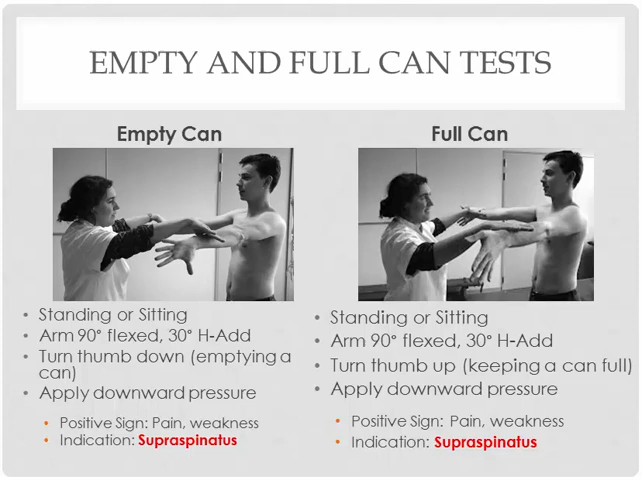 EMPTY AND FULL CAN TESTS
Empty Can
• Standing or Sitting
• Arm 90° flexed, 30° H-Add
• Turn thumb down (emptying a
can)
• Apply downward pressure
• Positive Sign: Pain, weakness
• Indication: Supraspinatus
Full Can
• Standing or Sitting
• Arm 90° flexed, 30° H-Add
• Turn thumb up (keeping a can full)
• Apply downward pressure
• Positive Sign: Pain, weakness
• Indication: Supraspinatus